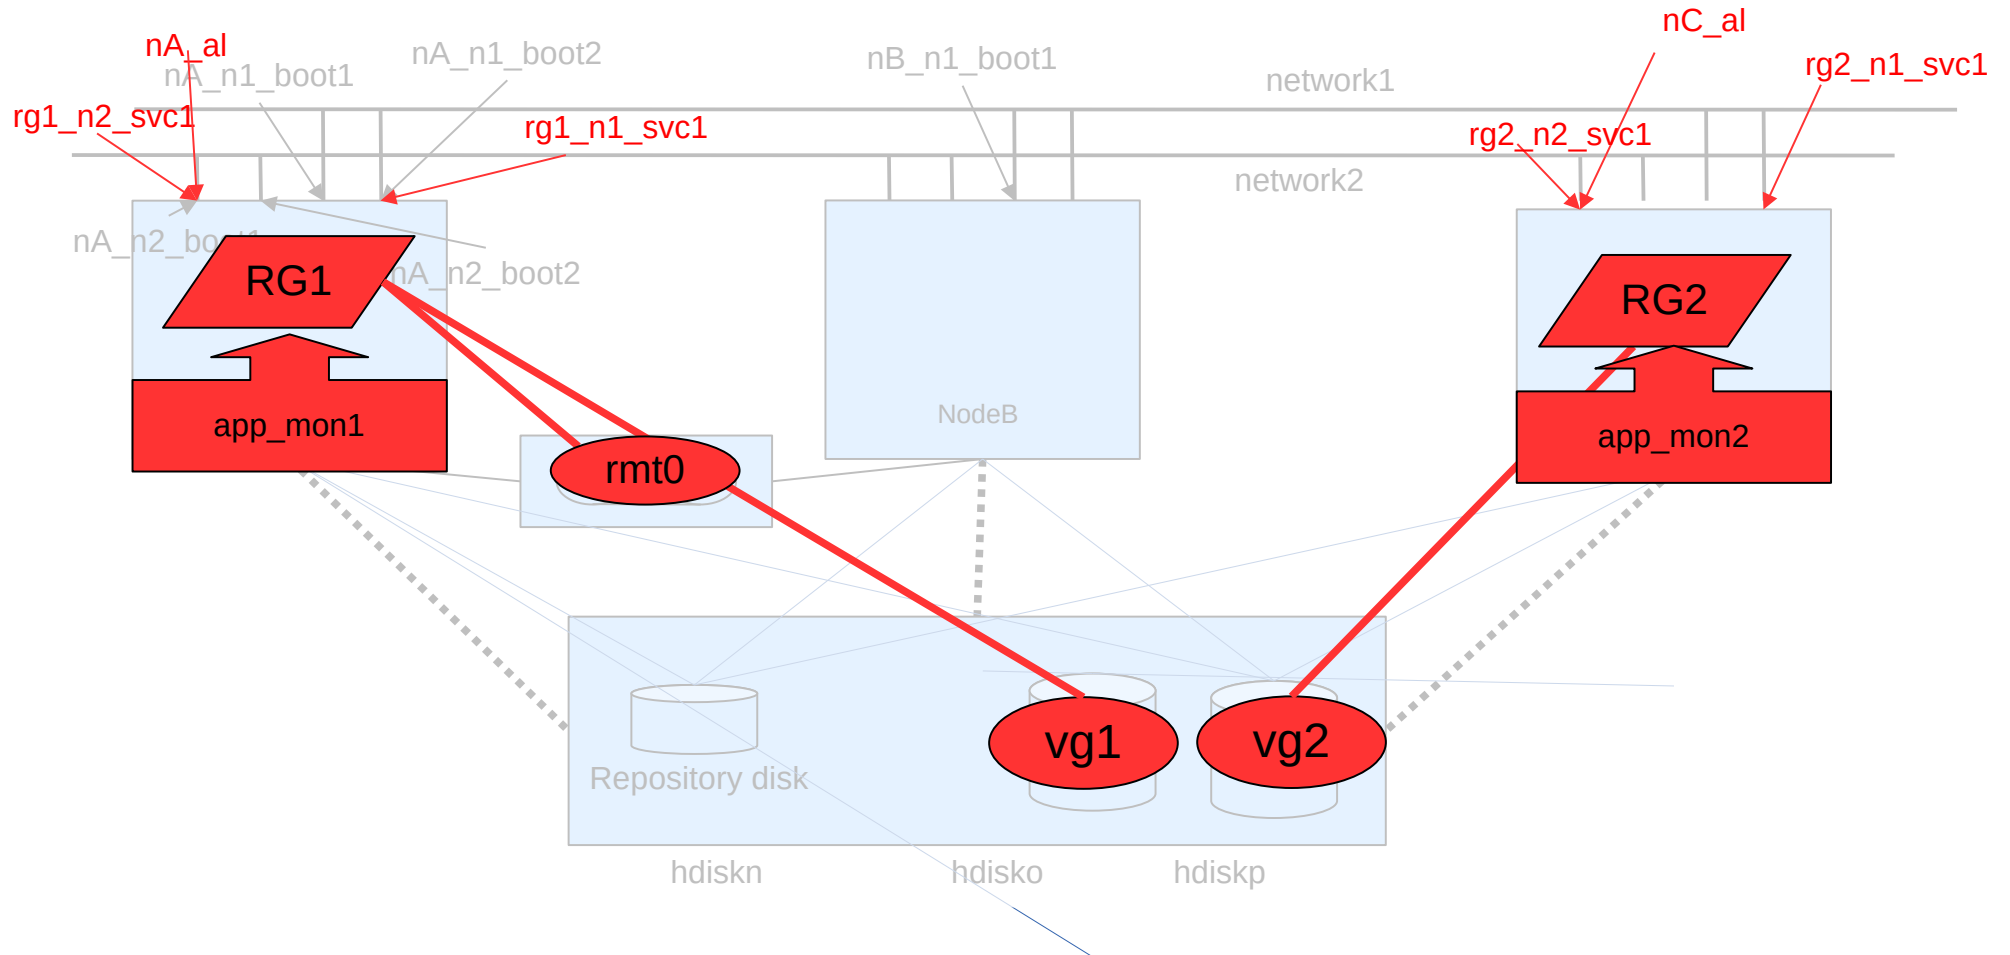 nC_al
nA_al
nA_n1_boot2
nB_n1_boot1
rg2_n1_svc1
nA_n1_boot1
network1
rg1_n2_svc1
rg1_n1_svc1
rg2_n2_svc1
network2
nA_n2_boot1
nA_n2_boot2
RG1
RG2
NodeB
app_mon1
app_mon2
rmt0
vg1
vg2
Repository disk
hdiskn
hdisko
hdiskp